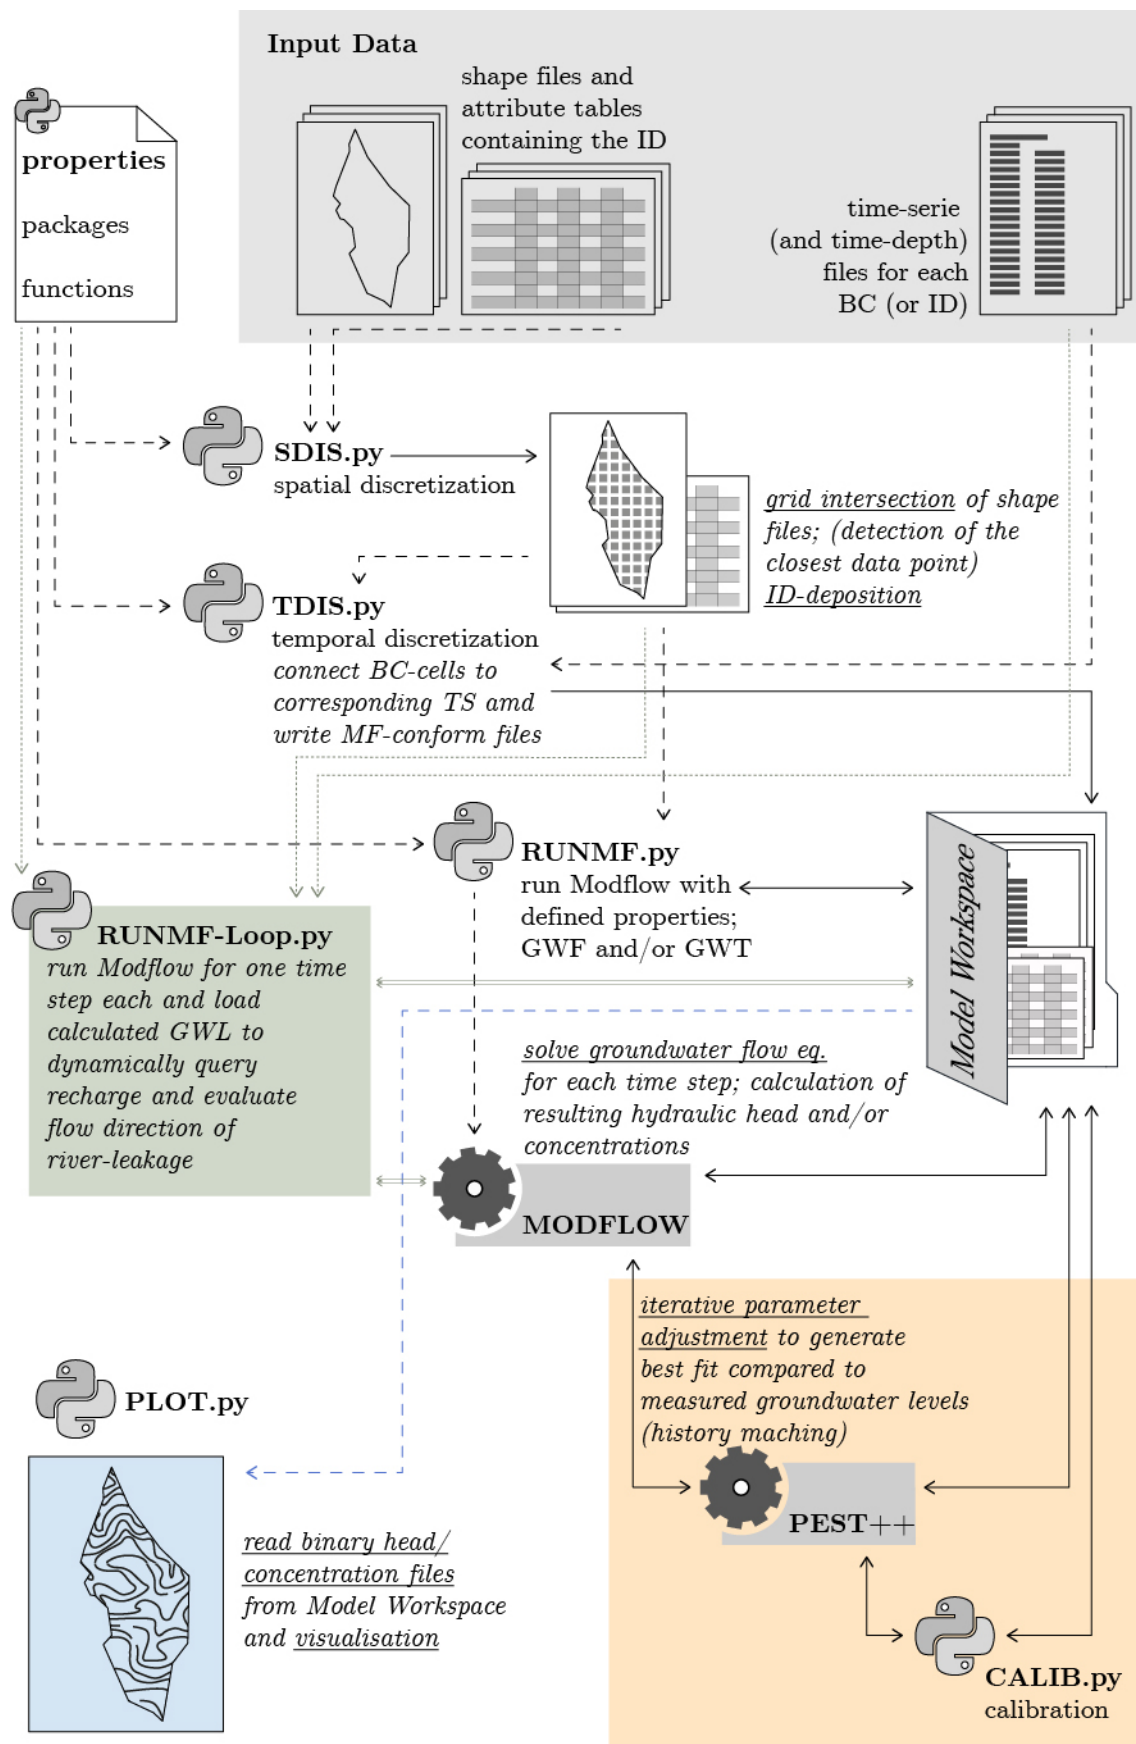 Input Data
shape files and
attribute tables
containing the ID
properties
packages
functions
time-serie
(and time-depth)
files for each
BC (or ID)
SDIS.py
spatial discretization
grid intersection of shape
files; (detection of the
closest data point)
ID-deposition
TDIS.py
temporal discretization
connect BC-cells to
corresponding TS amd
write MF-conform files
RUNMF.py
run Modflow with
defined properties;
GWF and/or GWT
Model Workspace
RUNMF-Loop.py
run Modflow for one time
step each and load
calculated GWL to
dynamically query
recharge and evaluate
flow direction of
river-leakage
solve groundwater flow eq.
for each time step; calculation of
resulting hydraulic head and/or
concentrations
MODFLOW
iterative parameter
adjustment to generate
best fit compared to
measured groundwater levels
(history maching)
PEST++
PLOT.py
read binary head/
concentration files
from Model Workspace
and visualisation
CALIB.py
calibration